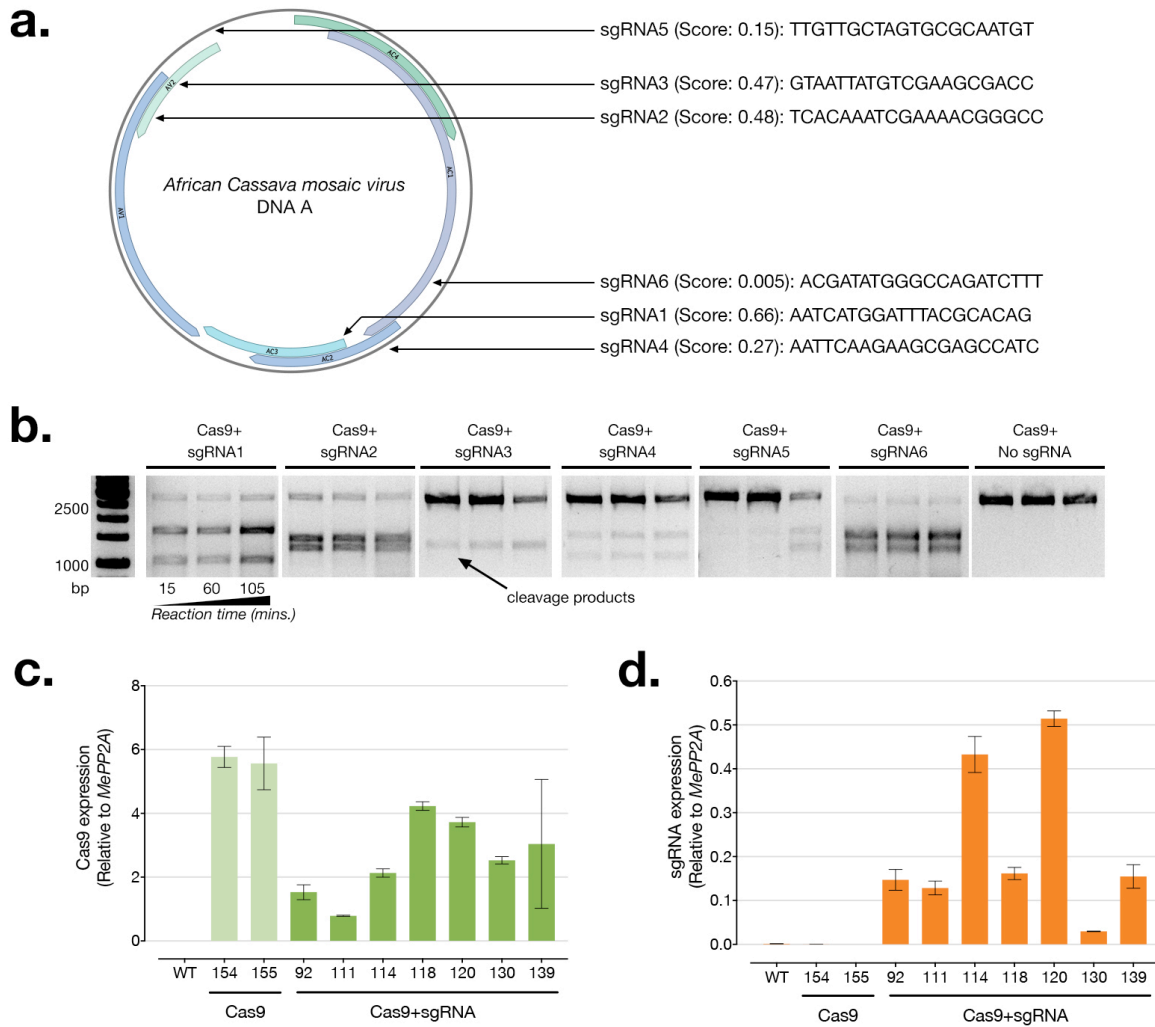 a.
sgRNA5 (Score: 0.15): TTGTTGCTAGTGCGCAATGT
sgRNA3 (Score: 0.47): GTAATTATGTCGAAGCGACC
sgRNA2 (Score: 0.48): TCACAAATCGAAAACGGGCC
AC4
AV2
AC1
AV1
African Cassava mosaic virus
DNA A
sgRNA6 (Score: 0.005): ACGATATGGGCCAGATCTTT
sgRNA1 (Score: 0.66): AATCATGGATTTACGCACAG
sgRNA4 (Score: 0.27): AATTCAAGAAGCGAGCCATC
AC3
AC2
b.
Cas9+
sgRNA1
Cas9+
sgRNA2
Cas9+
sgRNA3
Cas9+
sgRNA4
Cas9+
sgRNA5
Cas9+
sgRNA6
Cas9+
No sgRNA
2500
1000
bp
15 60 105
Reaction time (mins.)
cleavage products
c.
Cas9 expression
(Relative to MePP2A)
8
6
4
2
0
WT 154 155 92 111 114 118 120 130 139
Cas9 Cas9+sgRNA
d.
sgRNA expression
(Relative to MePP2A)
0.6
0.5
0.4
0.3
0.2
0.1
0.0
WT 154 155 92 111 114 118 120 130 139
Cas9 Cas9+sgRNA